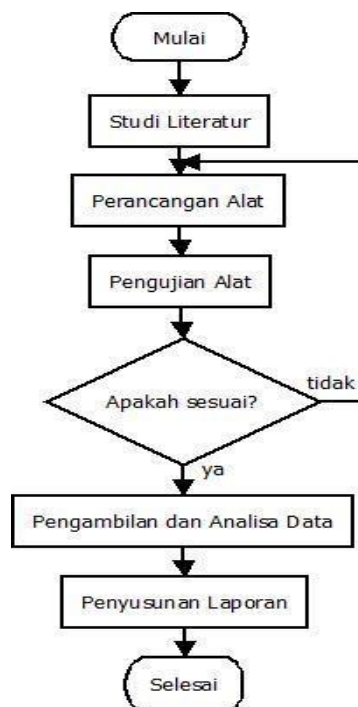 Mulai
Studi Literatur
Perancangan Alat
Pengujian Alat
Apakah sesuai?
tidak
ya
Pengambilan dan Analisa Data
Penyusunan Laporan
Selesai